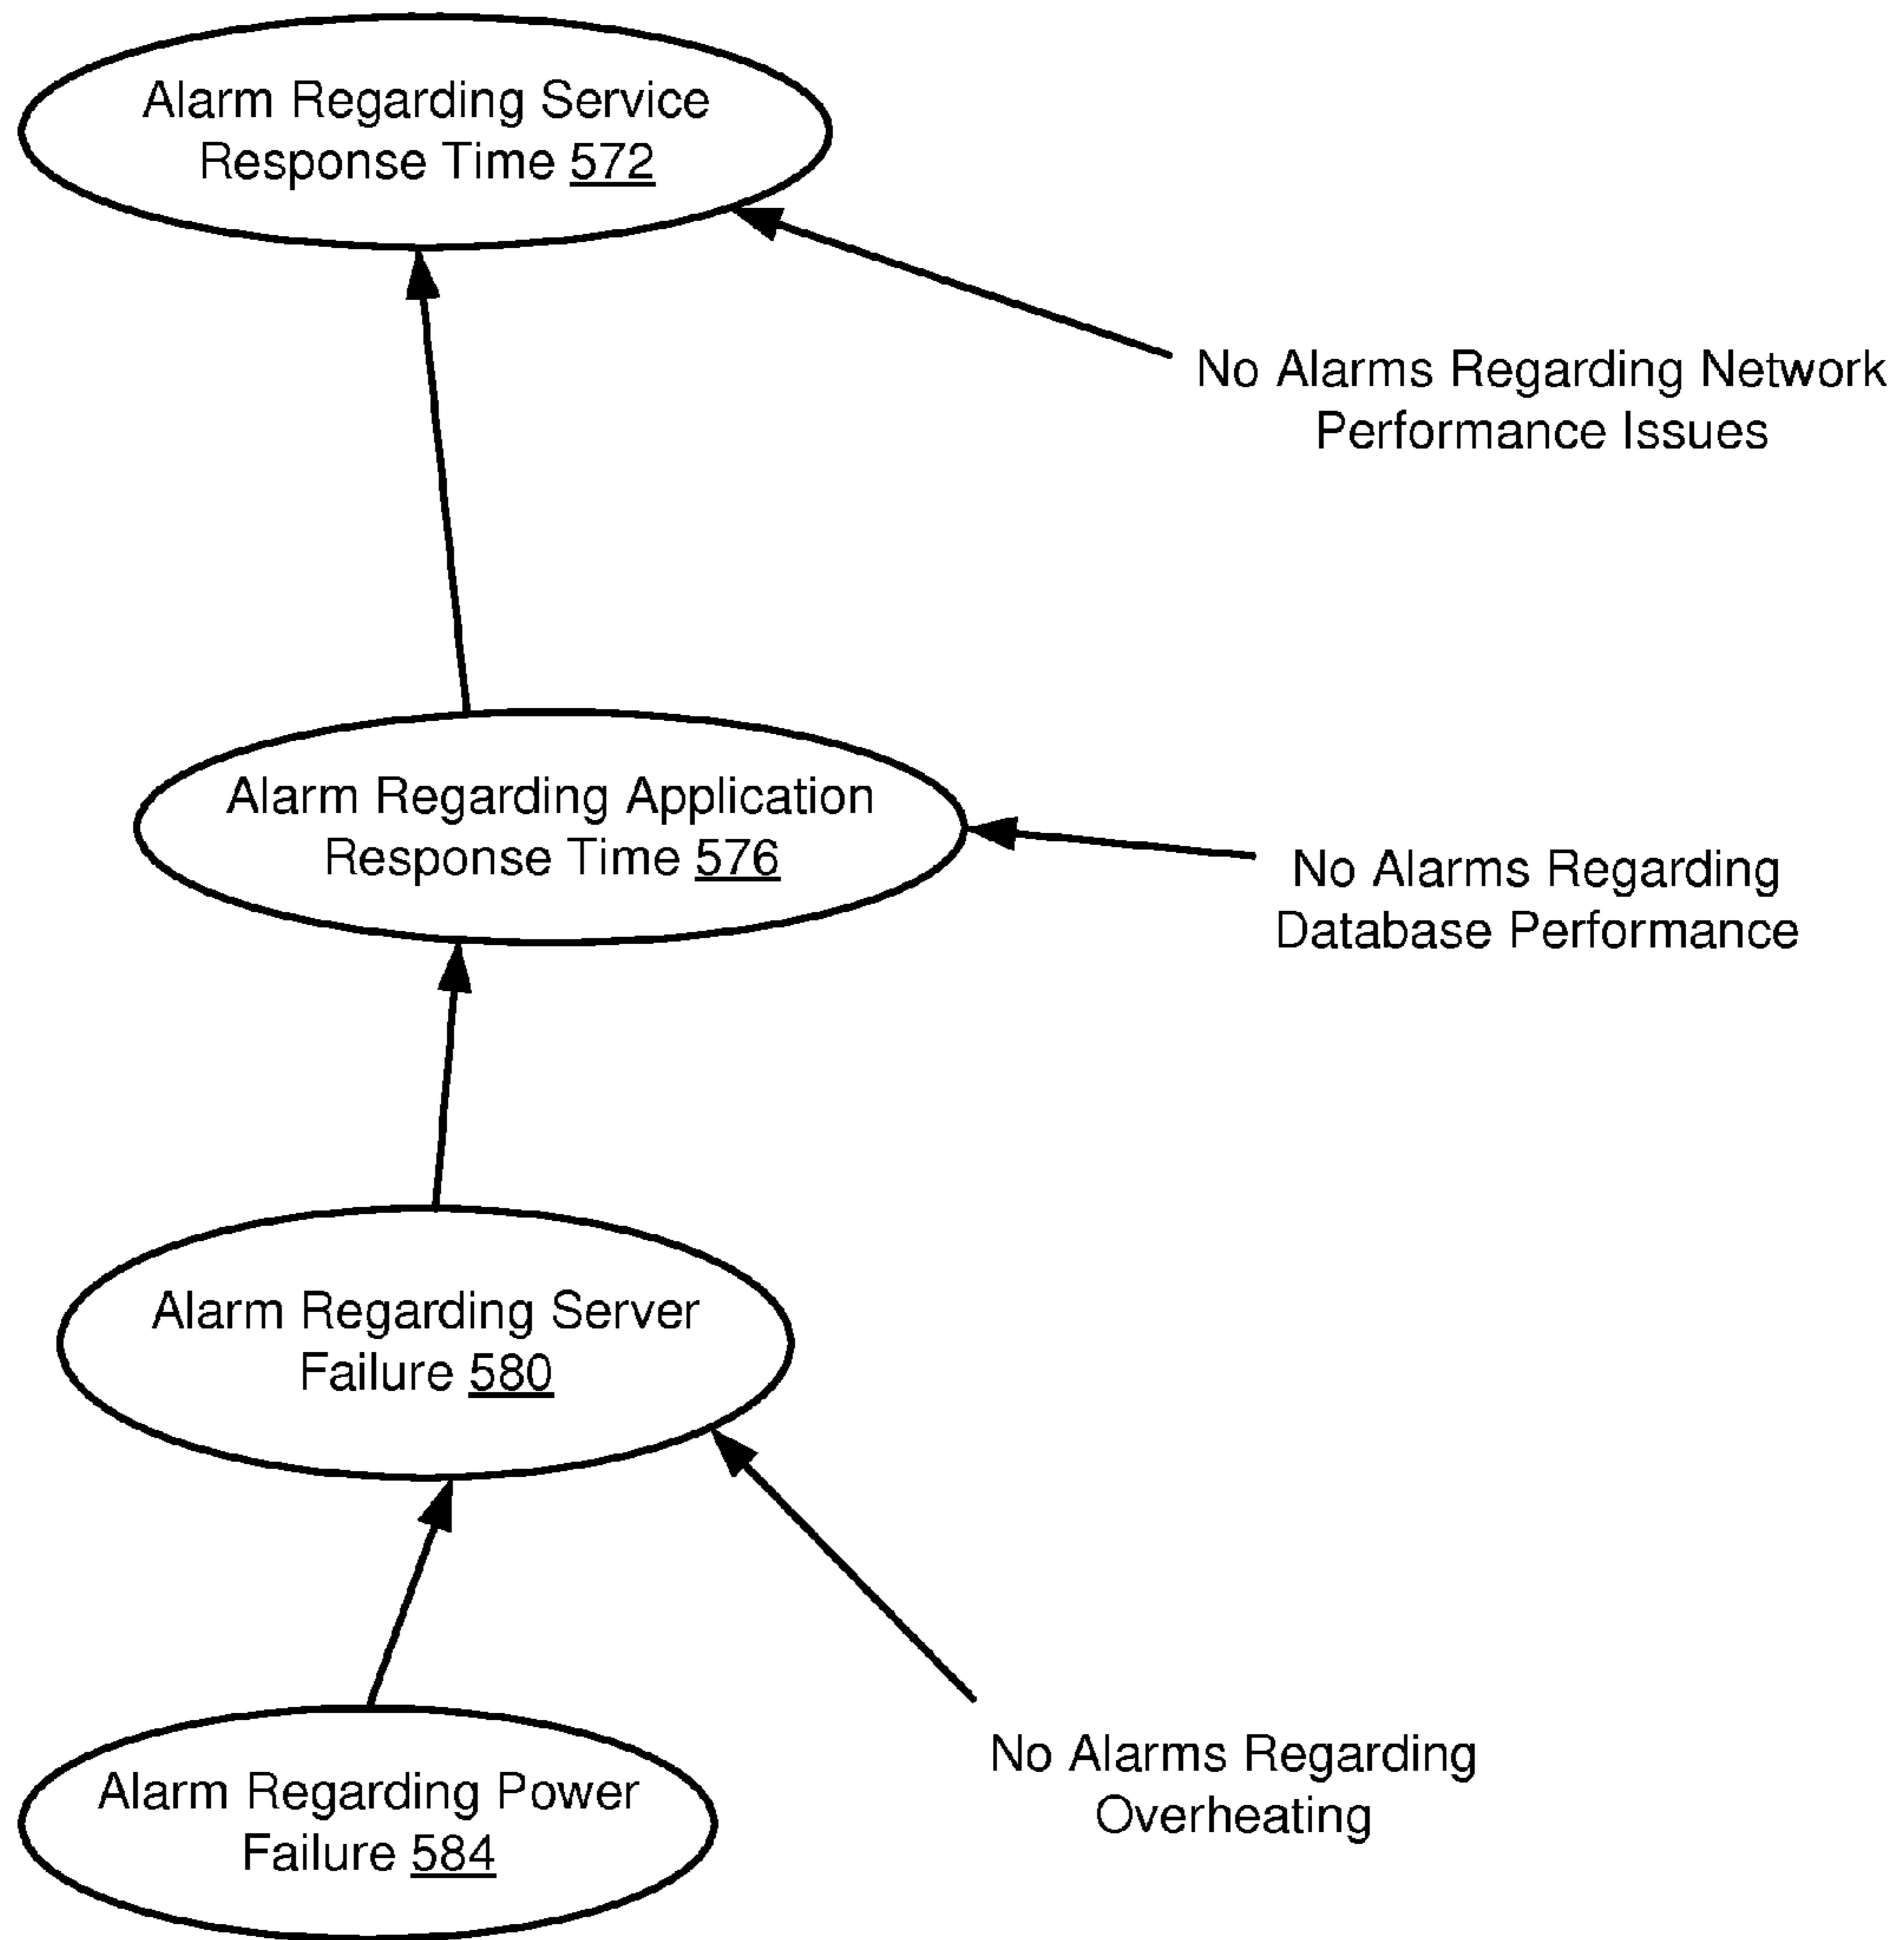 Alarm Regarding Service
Response Time 572
No Alarms Regarding Network
Performance Issues
Alarm Regarding Application
Response Time 576
No Alarms Regarding
Database Performance
Alarm Regarding Server
Failure 580
No Alarms Regarding
Overheating
Alarm Regarding Power
Failure 584